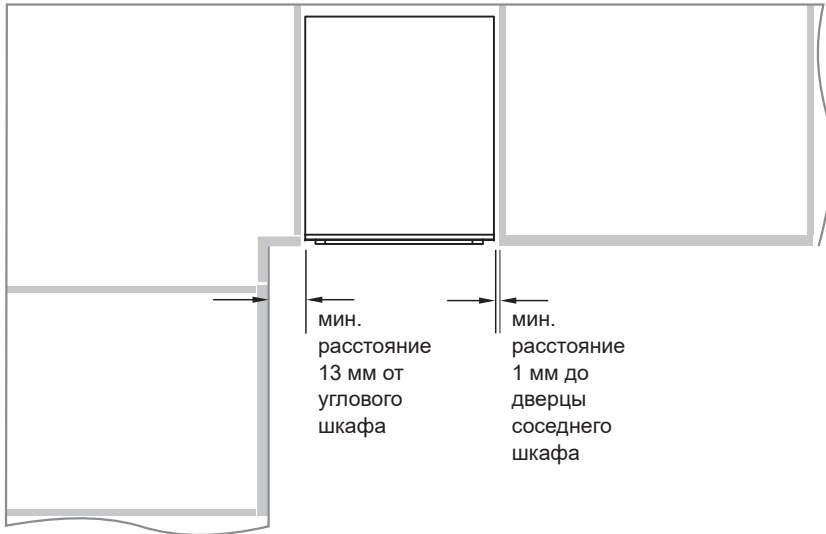 мин.
расстояние
13 мм от
углового
шкафа
мин.
расстояние
1 мм до
дверцы
соседнего
шкафа